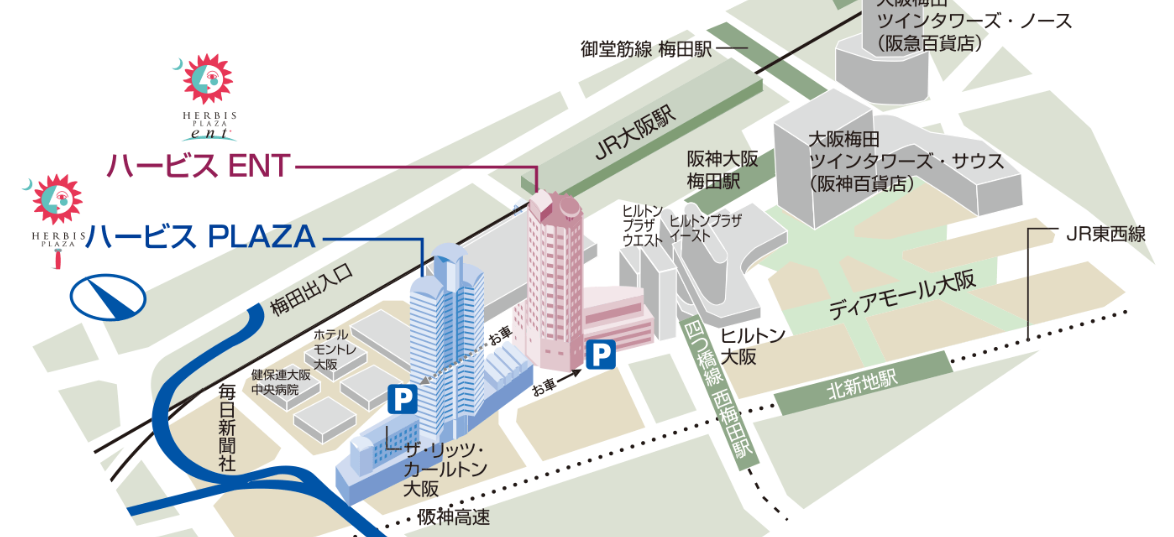 大阪梅田
ツインタワーズ・ノース
（阪急百貨店）
御堂筋線 梅田駅
HERBIS
PLAZA
ent
ハービス ENT
JR大阪駅
阪神大阪
梅田駅
大阪梅田
ツインタワーズ・サウス
（阪神百貨店）
HERBIS
PLAZA
ハービス PLAZA
ヒルトン
プラザ
ウエスト
ヒルトンプラザ
イースト
JR東西線
梅田出入口
ディアモール大阪
ホテル
モントレ
大阪
お車
ヒルトン
大阪
四つ橋線 西梅田駅
P
健保連大阪
中央病院
お車
P
北新地駅
毎日新聞社
ザ・リッツ・
カールトン
大阪
阪神高速